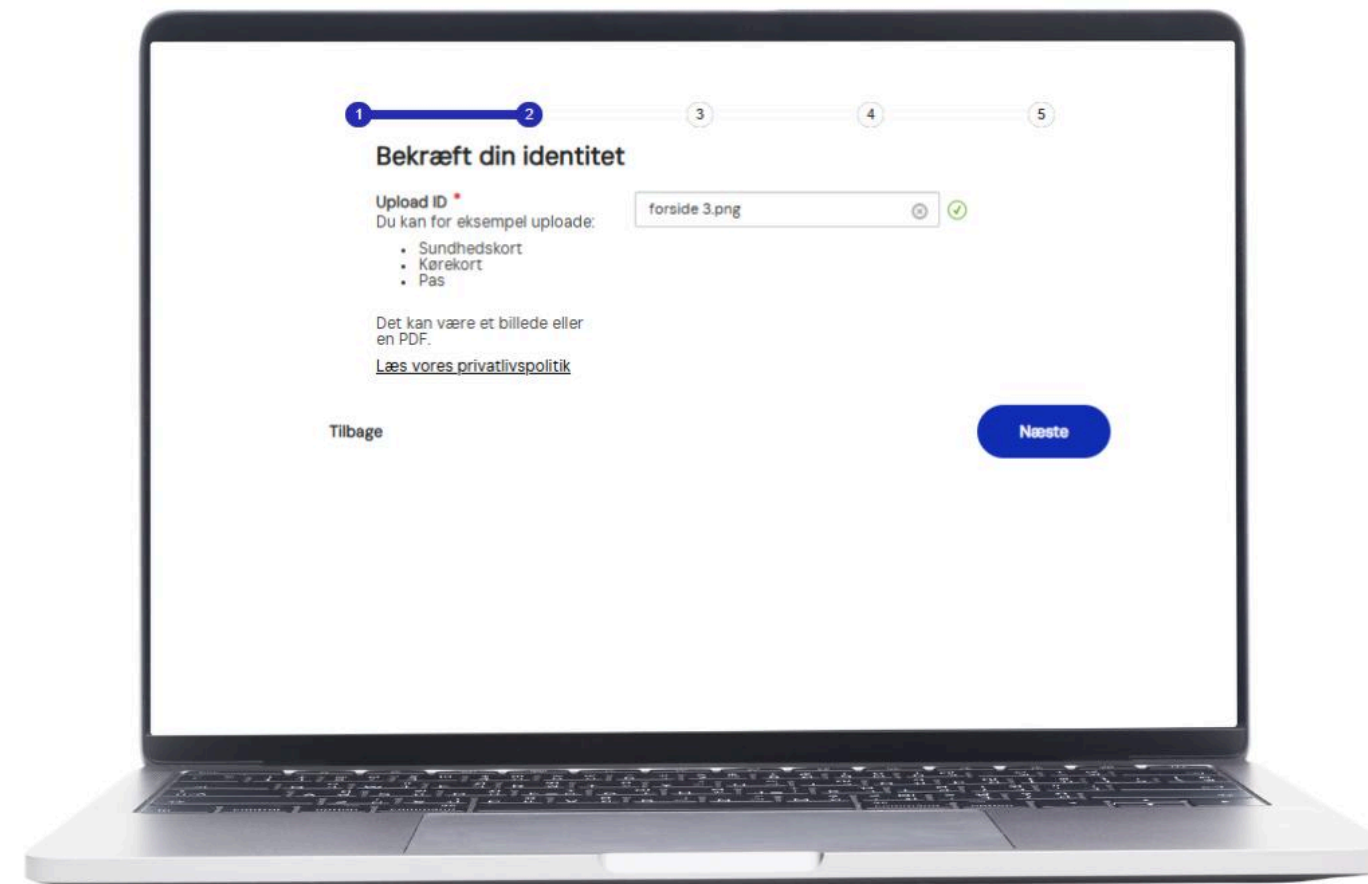 1 2 3 4 5
Bekræft din identitet
Upload ID *
forside 3.png
Du kan for eksempel uploade:
• Sundhedskort
• Kørekort
• Pas
Det kan være et billede eller
en PDF.
Læs vores privatlivspolitik
Tilbage
Næste